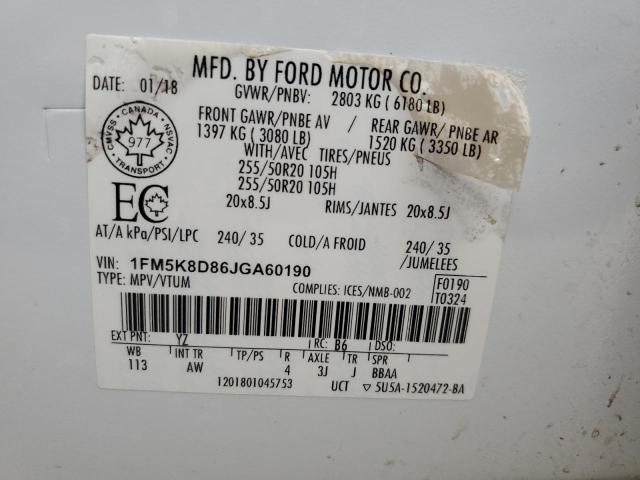 MFD. BY FORD MOTOR CO.
DATE: 01/18 GVWR/PNBV: 2803 KG ( 6180 LB)
CANADA
CMVSS NSVAC
977
TRANSPORT
FRONT GAWR/PNBE AV REAR GAWR/ PNBE AR
1397 KG ( 3080 LB) 1520 KG ( 3350 LB)
WITH/AVEC TIRES/PNEUS
255/50R20 105H
255/50R20 105H
EC
20x8.5J RIMS/JANTES 20x8.5J
AT/A kPa/PSI/LPC 240/ 35 COLD/A FROID 240/ 35
/JUMELEES
VIN: 1FM5K8D86JGA60190
TYPE: MPV/VTUM COMPLIES: ICES/NMB-002
F0190
T0324
EXT PNT: YZ RC: B6 DSO:
WB INT TR TP/PS R AXLE TR SPR
113 AW 4 3J J BBAA
1201801045753 UCT ▽ 5U5A-1520472-BA